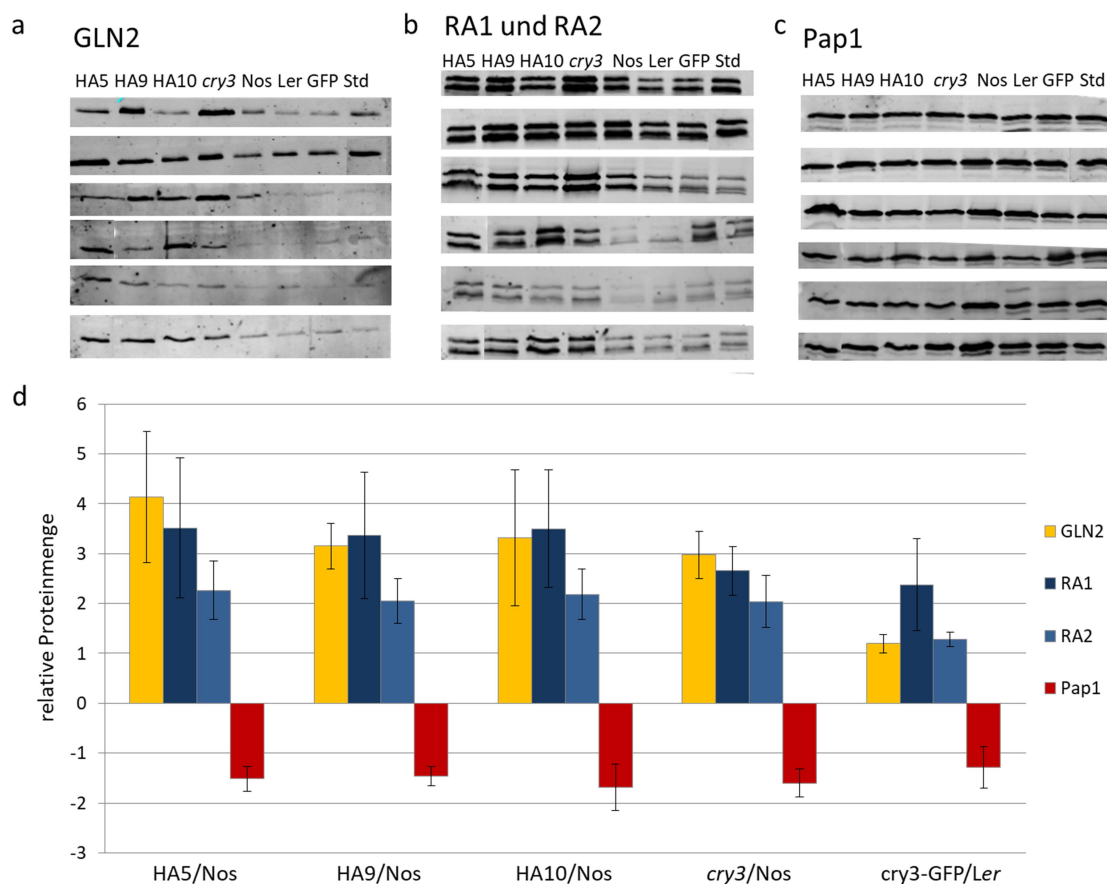 a
GLN2
HA5 HA9 HA10 cry3 Nos Ler GFP Std
b
RA1 und RA2
HA5 HA9 HA10 cry3 Nos Ler GFP Std
c
Pap1
HA5 HA9 HA10 cry3 Nos Ler GFP Std
d
relative Proteinmenge
6
5
4
3
2
1
0
-1
-2
-3
HA5/Nos HA9/Nos HA10/Nos cry3/Nos cry3-GFP/Ler
GLN2
RA1
RA2
Pap1